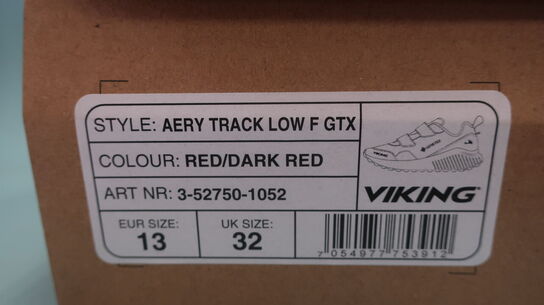 STYLE: AERY TRACK LOW F GTX
COLOUR: RED/DARK RED
ART NR: 3-52750-1052
VIKING
EUR SIZE: UK SIZE:
13 32
7 054977 753912